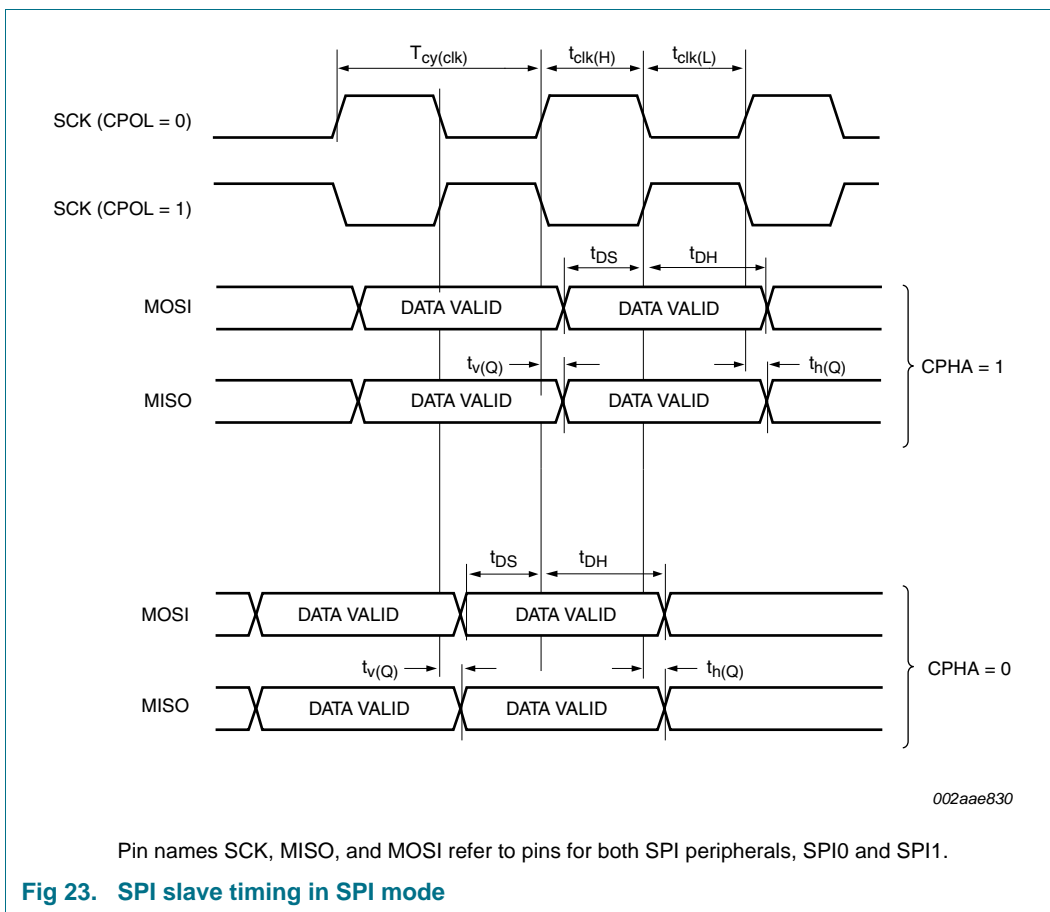 Tcy(clk) tclk(H) tclk(L)
SCK (CPOL = 0)
SCK (CPOL = 1)
tDS tDH
MOSI DATA VALID DATA VALID
tv(Q) th(Q)
MISO DATA VALID DATA VALID
CPHA = 1
tDS tDH
MOSI DATA VALID DATA VALID
tv(Q) th(Q)
MISO DATA VALID DATA VALID
CPHA = 0
002aae830
Pin names SCK, MISO, and MOSI refer to pins for both SPI peripherals, SPI0 and SPI1.
Fig 23. SPI slave timing in SPI mode